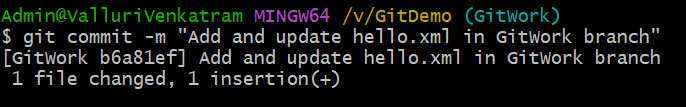 Admin@ValluriVenkatram MINGW64 /v/GitDemo (GitWork)
$ git commit -m "Add and update hello.xml in GitWork branch"
[GitWork b6a81ef] Add and update hello.xml in GitWork branch
 1 file changed, 1 insertion(+)